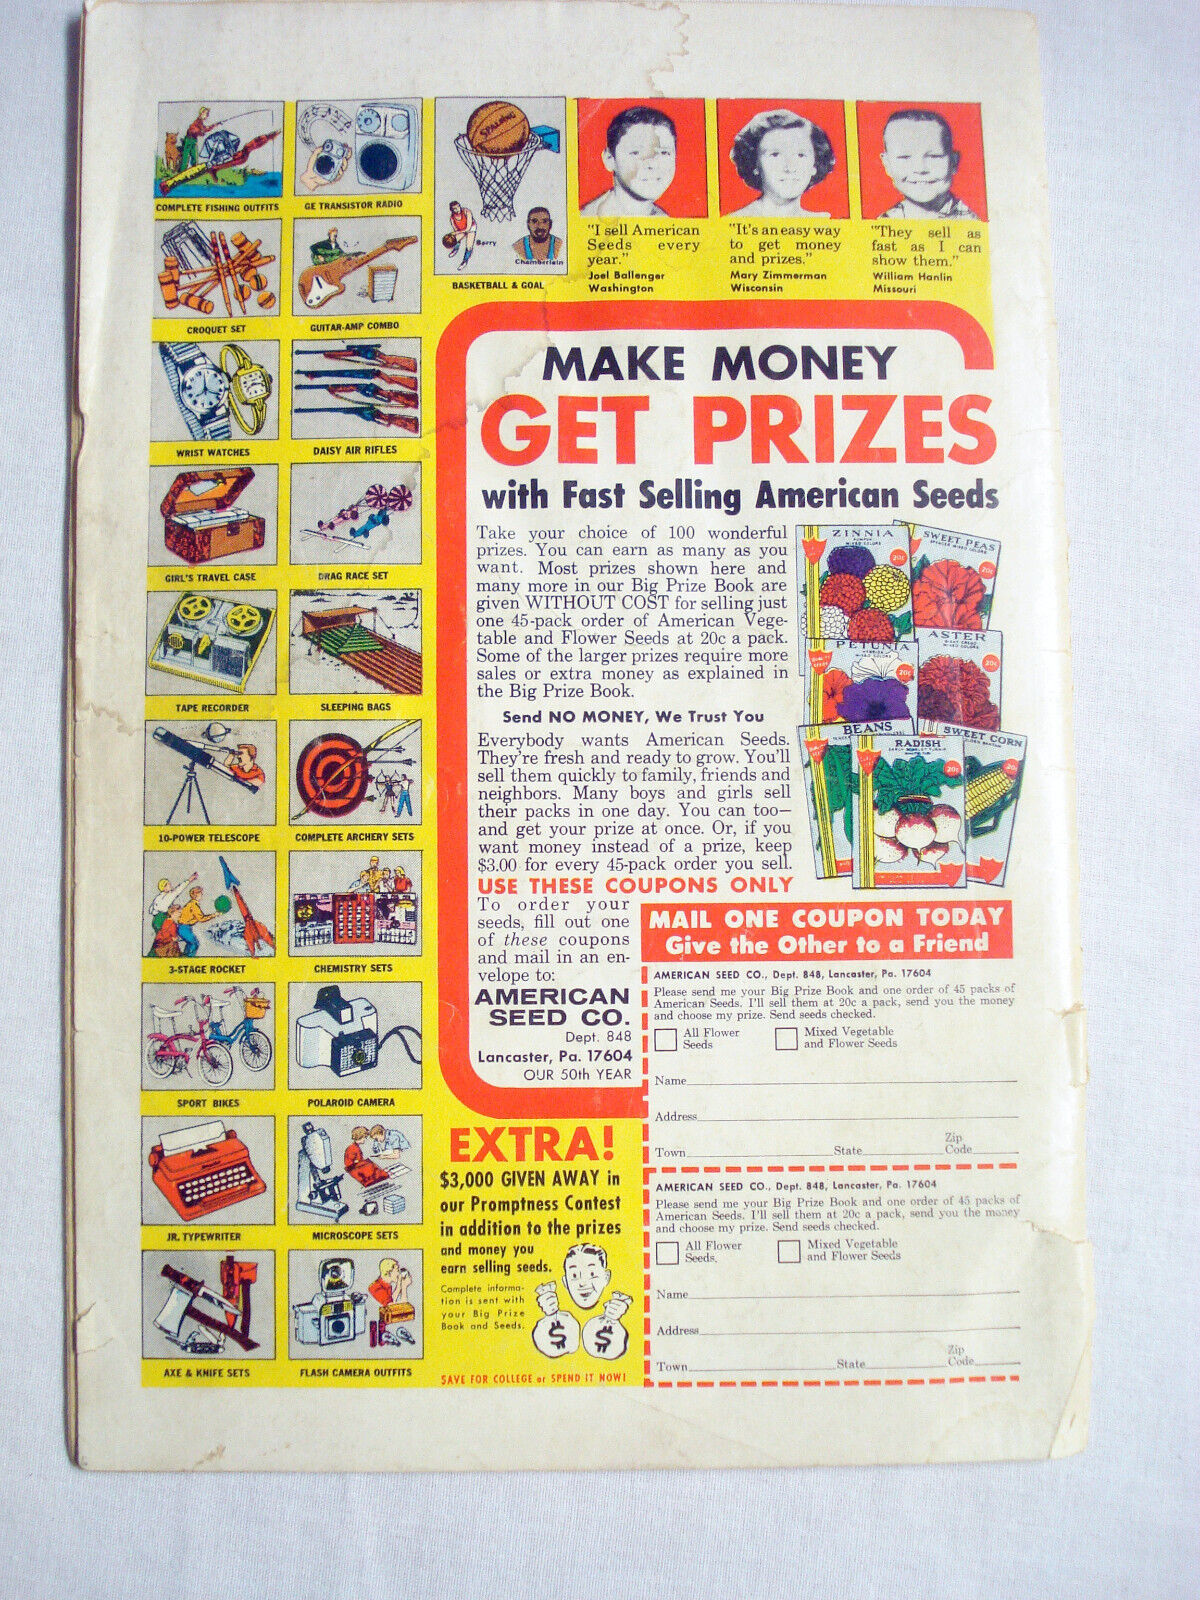 COMPLETE FISHING OUTFITS
GE TRANSISTOR RADIO
CROQUET SET
GUITAR-AMP COMBO
WRIST WATCHES
DAISY AIR RIFLES
GIRL'S TRAVEL CASE
DRAG RACE SET
TAPE RECORDER
SLEEPING BAGS
10-POWER TELESCOPE
COMPLETE ARCHERY SETS
3-STAGE ROCKET
CHEMISTRY SETS
SPORT BIKES
POLAROID CAMERA
JR. TYPEWRITER
MICROSCOPE SETS
AXE & KNIFE SETS
FLASH CAMERA OUTFITS
SPALDING
Barry
Chamberlain
BASKETBALL & GOAL
"I sell American
Seeds every
year."
Joel Ballenger
Washington
"It's an easy way
to get money
and prizes."
Mary Zimmerman
Wisconsin
"They sell as
fast as I can
show them."
William Hanlin
Missouri
MAKE MONEY
GET PRIZES
with Fast Selling American Seeds
Take your choice of 100 wonderful
prizes. You can earn as many as you
want. Most prizes shown here and
many more in our Big Prize Book are
given WITHOUT COST for selling just
one 45-pack order of American Vege-
table and Flower Seeds at 20c a pack.
Some of the larger prizes require more
sales or extra money as explained in
the Big Prize Book.
Send NO MONEY, We Trust You
Everybody wants American Seeds.
They're fresh and ready to grow. You'll
sell them quickly to family, friends and
neighbors. Many boys and girls sell
their packs in one day. You can too—
and get your prize at once. Or, if you
want money instead of a prize, keep
$3.00 for every 45-pack order you sell.
USE THESE COUPONS ONLY
To order your
seeds, fill out one
of these coupons
and mail in an en-
velope to:
AMERICAN
SEED CO.
Dept. 848
Lancaster, Pa. 17604
OUR 50th YEAR
ZINNIA
MIXED COLORS
20c
SWEET PEAS
MIXED COLORS
20c
PETUNIA
MIXED COLORS
20c
ASTER
MIXED COLORS
20c
BEANS
RADISH
20c
SWEET CORN
20c
MAIL ONE COUPON TODAY
Give the Other to a Friend
AMERICAN SEED CO., Dept. 848, Lancaster, Pa. 17604
Please send me your Big Prize Book and one order of 45 packs of
American Seeds. I'll sell them at 20c a pack, send you the money
and choose my prize. Send seeds checked.
All Flower
Seeds
Mixed Vegetable
and Flower Seeds
Name
Address
Town State Zip Code
AMERICAN SEED CO., Dept. 848, Lancaster, Pa. 17604
Please send me your Big Prize Book and one order of 45 packs of
American Seeds. I'll sell them at 20c a pack, send you the money
and choose my prize. Send seeds checked.
All Flower
Seeds.
Mixed Vegetable
and Flower Seeds
Name
Address
Town State Zip Code
EXTRA!
$3,000 GIVEN AWAY in
our Promptness Contest
in addition to the prizes
and money you
earn selling seeds.
Complete informa-
tion is sent with
your Big Prize
Book and Seeds.
$ $
SAVE FOR COLLEGE or SPEND IT NOW!